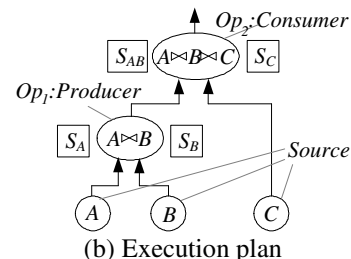 Op2:Consumer
SAB
A⋈B⋈C
SC
Op1:Producer
SA
A⋈B
SB
Source
A
B
C
(b) Execution plan